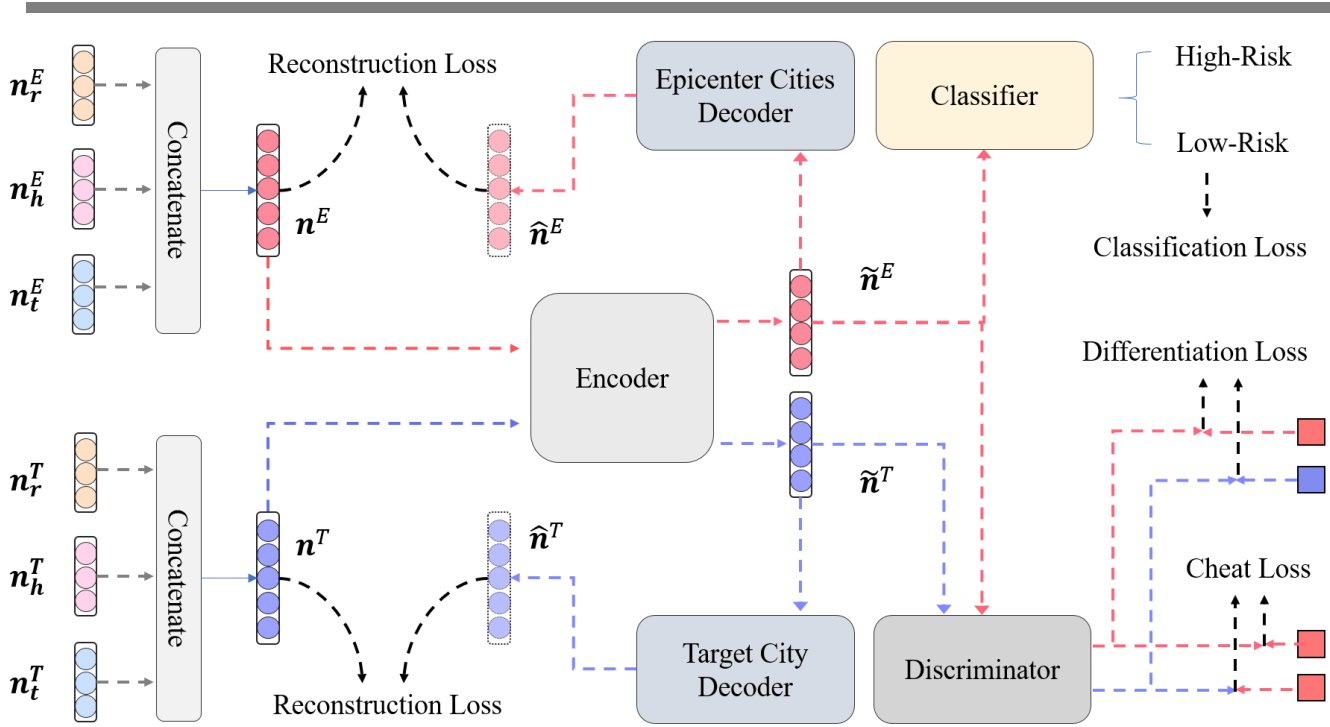 n_r^E
n_h^E
n_t^E
Concatenate
Reconstruction Loss
n^E
n̂^E
Epicenter Cities
Decoder
Classifier
High-Risk
Low-Risk
Classification Loss
Encoder
ñ^E
ñ^T
Differentiation Loss
n_r^T
n_h^T
n_t^T
Concatenate
n^T
n̂^T
Reconstruction Loss
Target City
Decoder
Discriminator
Cheat Loss